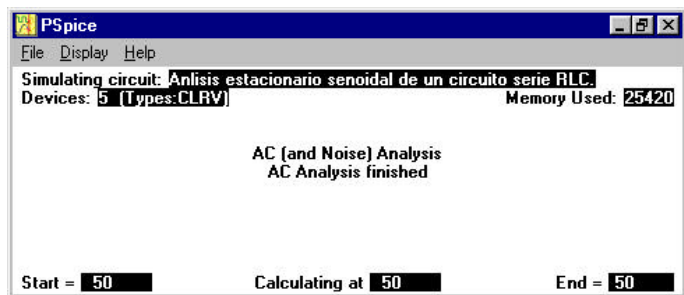 PSpice
File Display Help
Simulating circuit: Anlisis estacionario senoidal de un circuito serie RLC.
Devices: 5 (Types:CLRV) Memory Used: 25420
AC (and Noise) Analysis
AC Analysis finished
Start = 50 Calculating at 50 End = 50